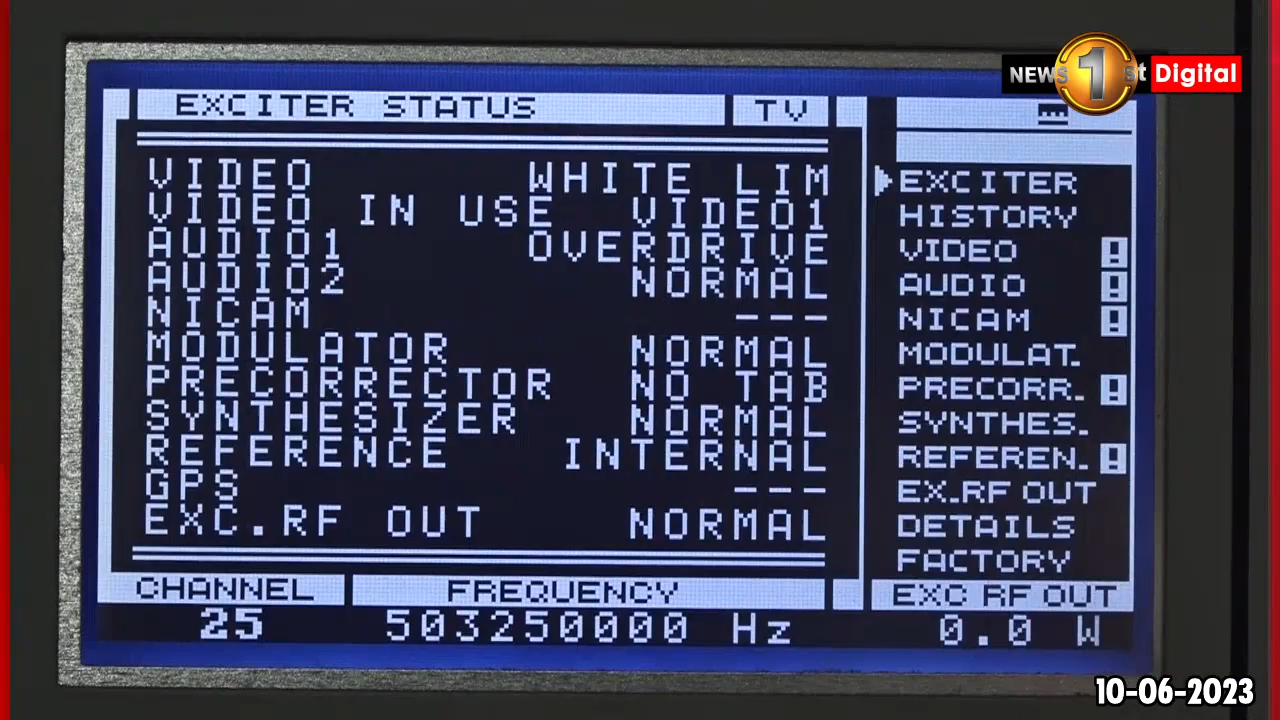 NEWS 1st Digital
EXCITER STATUS TV
VIDEO WHITE LIM
VIDEO IN USE VIDEO1
AUDIO1 OVERDRIVE
AUDIO2 NORMAL
NICAM ---
MODULATOR NORMAL
PRECORRECTOR NO TAB
SYNTHESIZER NORMAL
REFERENCE INTERNAL
GPS ---
EXC.RF OUT NORMAL
CHANNEL FREQUENCY
25 503250000 Hz
EXCITER
HISTORY
VIDEO !
AUDIO !
NICAM !
MODULAT.
PRECORR. !
SYNTHES.
REFEREN. !
EX.RF OUT
DETAILS
FACTORY
EXC RF OUT
0.0 W
10-06-2023